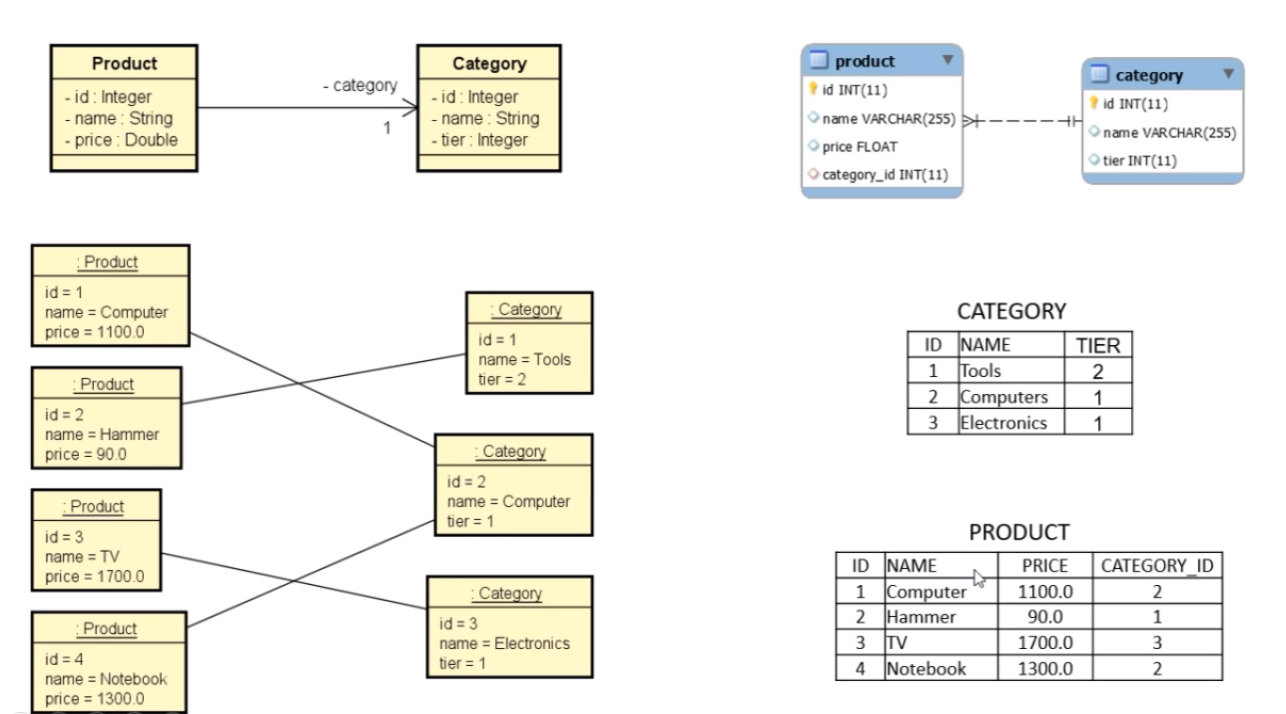 Product
- id : Integer
- name : String
- price : Double
- category
1
Category
- id : Integer
- name : String
- tier : Integer
product
id INT(11)
name VARCHAR(255)
price FLOAT
category_id INT(11)
category
id INT(11)
name VARCHAR(255)
tier INT(11)
: Product
id = 1
name = Computer
price = 1100.0
: Product
id = 2
name = Hammer
price = 90.0
: Product
id = 3
name = TV
price = 1700.0
: Product
id = 4
name = Notebook
price = 1300.0
: Category
id = 1
name = Tools
tier = 2
: Category
id = 2
name = Computer
tier = 1
: Category
id = 3
name = Electronics
tier = 1
CATEGORY
ID NAME TIER
1 Tools 2
2 Computers 1
3 Electronics 1
PRODUCT
ID NAME PRICE CATEGORY_ID
1 Computer 1100.0 2
2 Hammer 90.0 1
3 TV 1700.0 3
4 Notebook 1300.0 2